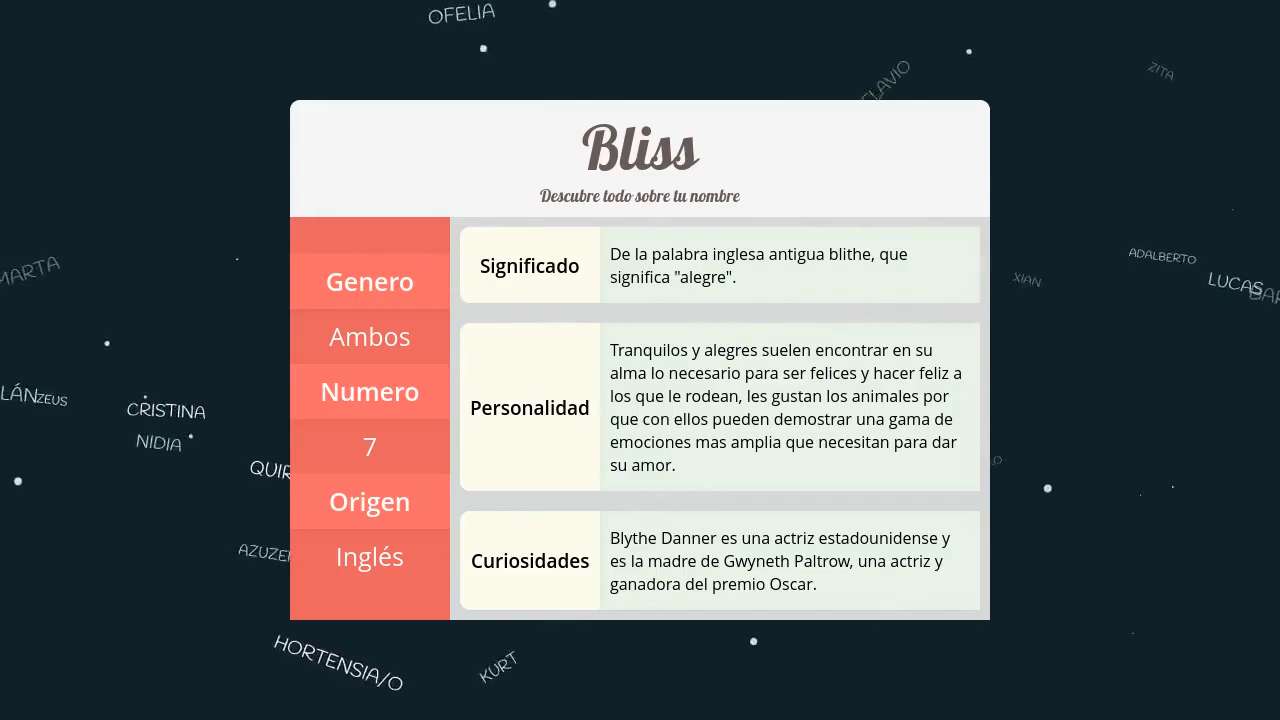 OFELIA
FLAVIO
ZITA
Bliss
Descubre todo sobre tu nombre
MARTA
ADALBERTO
XIAN
LUCAS
Genero
Ambos
Numero
7
Origen
Inglés
Significado
De la palabra inglesa antigua blithe, que
significa "alegre".
Personalidad
Tranquilos y alegres suelen encontrar en su
alma lo necesario para ser felices y hacer feliz a
los que le rodean, les gustan los animales por
que con ellos pueden demostrar una gama de
emociones mas amplia que necesitan para dar
su amor.
Curiosidades
Blythe Danner es una actriz estadounidense y
es la madre de Gwyneth Paltrow, una actriz y
ganadora del premio Oscar.
ZEUS
CRISTINA
NIDIA
HORTENSIA/O
KURT